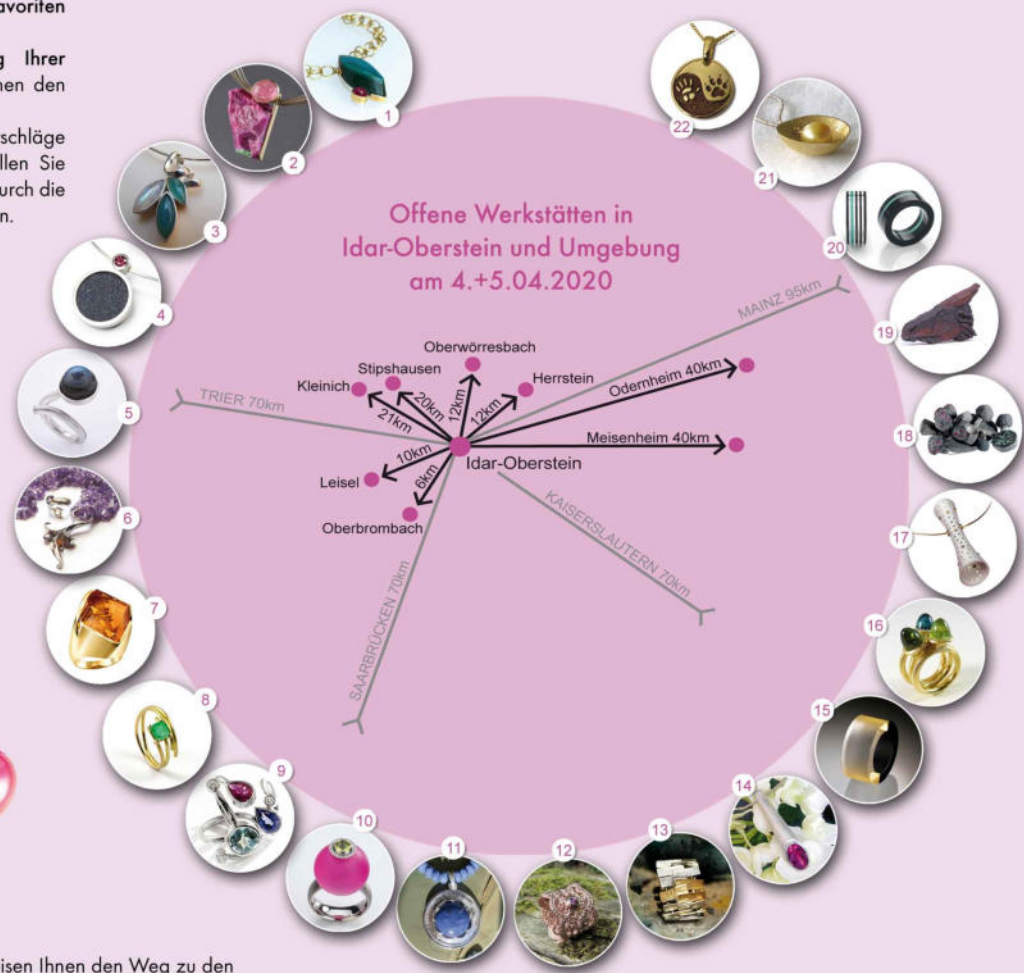 avoriten
g Ihrer
nen den
schläge
llen Sie
urch die
n.
1
2
3
4
5
6
7
8
9
10
11
12
13
14
15
16
17
18
19
20
21
22
Offene Werkstätten in
Idar-Oberstein und Umgebung
am 4.+5.04.2020
MAINZ 95km
Oberwörresbach
Stipshausen
Kleinich
Herrstein
Odernheim 40km
TRIER 70km
20km
21km
12km
12km
Meisenheim 40km
10km
Idar-Oberstein
Leisel
6km
Oberbrombach
KAISERSLAUTERN 70km
SAARBRÜCKEN 70km
isen Ihnen den Weg zu den